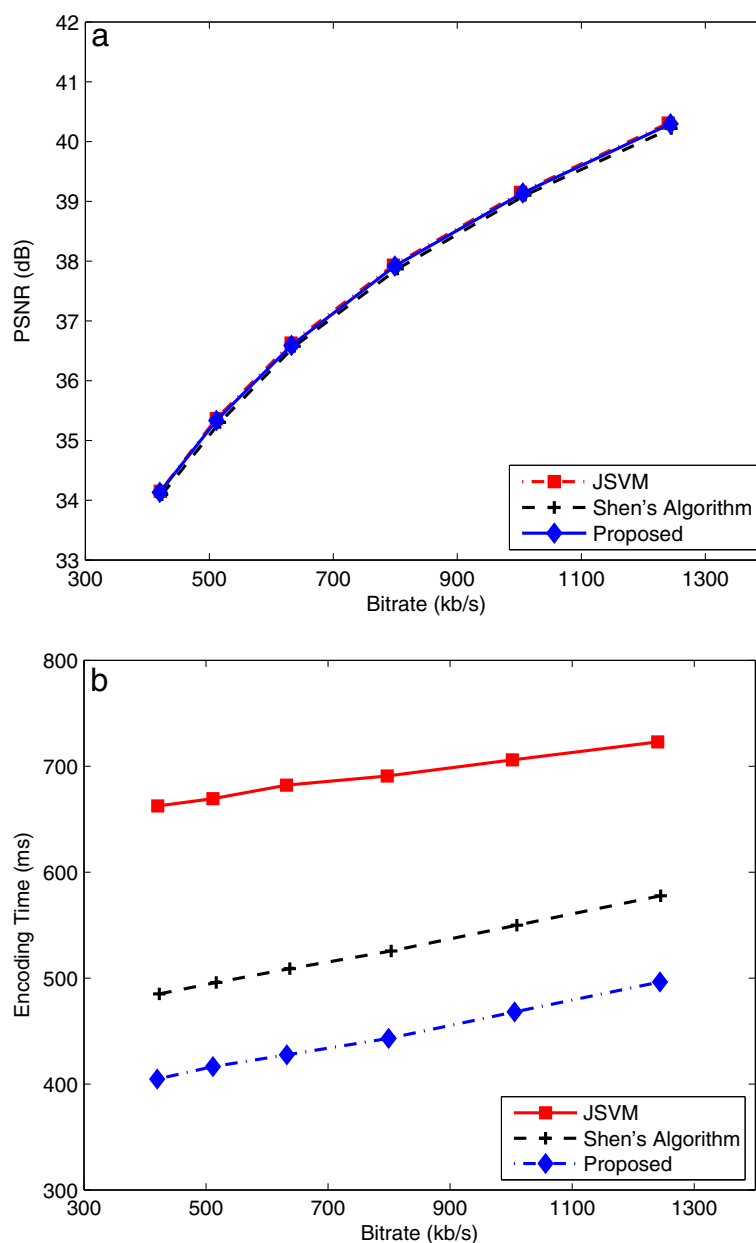 a
42
41
40
39
38
37
36
35
34
33
PSNR (dB)
300 500 700 900 1100 1300
Bitrate (kb/s)
JSVM
Shen's Algorithm
Proposed
b
800
700
600
500
400
300
Encoding Time (ms)
300 500 700 900 1100 1300
Bitrate (kb/s)
JSVM
Shen's Algorithm
Proposed